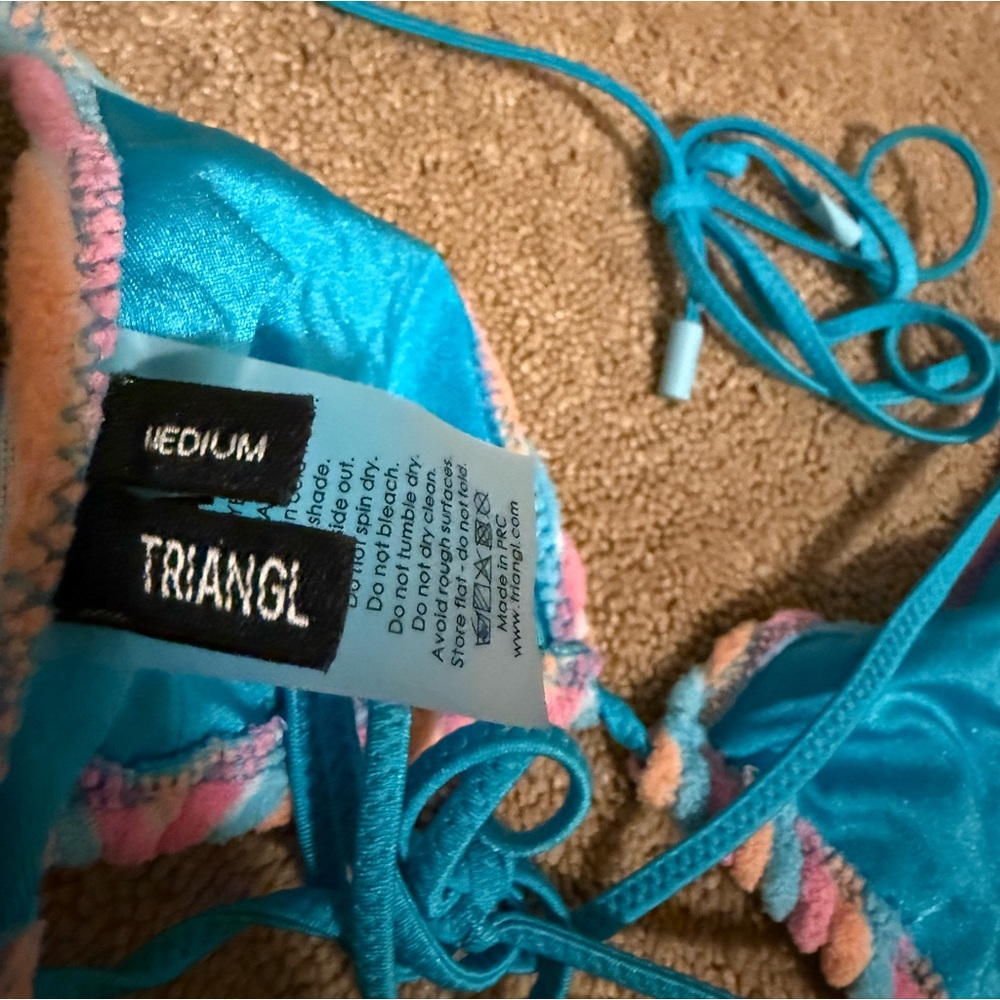 MEDIUM
TRIANGL
shade.
ide out.
Do not spin dry.
Do not bleach.
Do not tumble dry.
Do not dry clean.
Avoid rough surfaces.
Store flat - do not fold.
Made in PRC
www.triangl.com